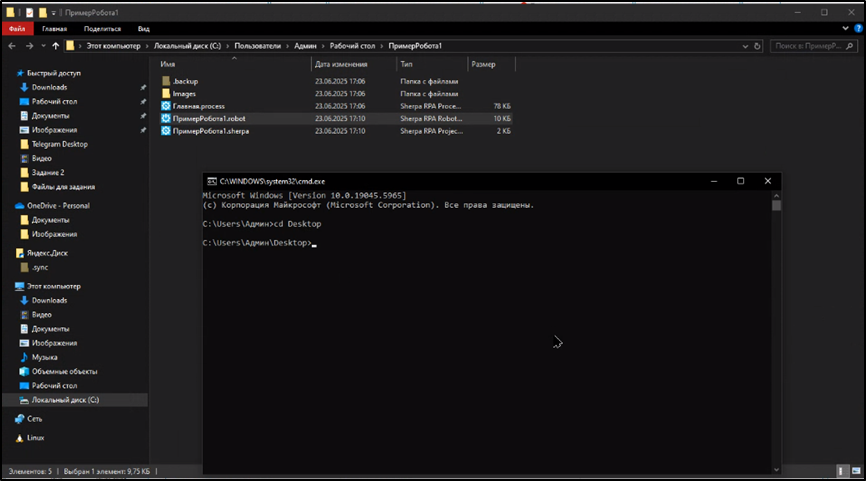 ПримерРобота1
Файл Главная Поделиться Вид
Этот компьютер > Локальный диск (C:) > Пользователи > Админ > Рабочий стол > ПримерРобота1
Поиск в: ПримерР...
Имя Дата изменения Тип Размер
.backup 23.06.2025 17:06 Папка с файлами
Images 23.06.2025 17:06 Папка с файлами
Главная.process 23.06.2025 17:06 Sherpa RPA Proce... 78 КБ
ПримерРобота1.robot 23.06.2025 17:10 Sherpa RPA Robot... 10 КБ
ПримерРобота1.sherpa 23.06.2025 17:10 Sherpa RPA Projec... 2 КБ
Быстрый доступ
Downloads
Рабочий стол
Документы
Изображения
Telegram Desktop
Видео
Задание 2
Файлы для задания
OneDrive - Personal
Документы
Изображения
Яндекс.Диск
.sync
Этот компьютер
Downloads
Видео
Документы
Изображения
Музыка
Объемные объекты
Рабочий стол
Локальный диск (C:)
Сеть
Linux
C:\WINDOWS\system32\cmd.exe
Microsoft Windows [Version 10.0.19045.5965]
(c) Корпорация Майкрософт (Microsoft Corporation). Все права защищены.
C:\Users\Админ>cd Desktop
C:\Users\Админ\Desktop>_
Элементов: 5 Выбран 1 элемент: 9,75 КБ